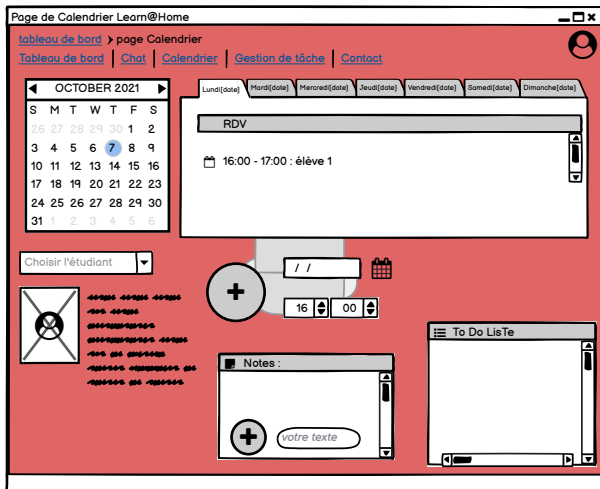 Page de Calendrier Learn@Home
tableau de bord > page Calendrier
Tableau de bord | Chat | Calendrier | Gestion de tâche | Contact
OCTOBER 2021
S M T W T F S
26 27 28 29 30 1 2
3 4 5 6 7 8 9
10 11 12 13 14 15 16
17 18 19 20 21 22 23
24 25 26 27 28 29 30
31 1 2 3 4 5 6
Lundi[date] Mardi[date] Mercredi[date] Jeudi[date] Vendredi[date] Samedi[date] Dimanche[date]
RDV
16:00 - 17:00 : élève 1
Choisir l'étudiant
/ /
16 00
Notes :
votre texte
To Do LisTe